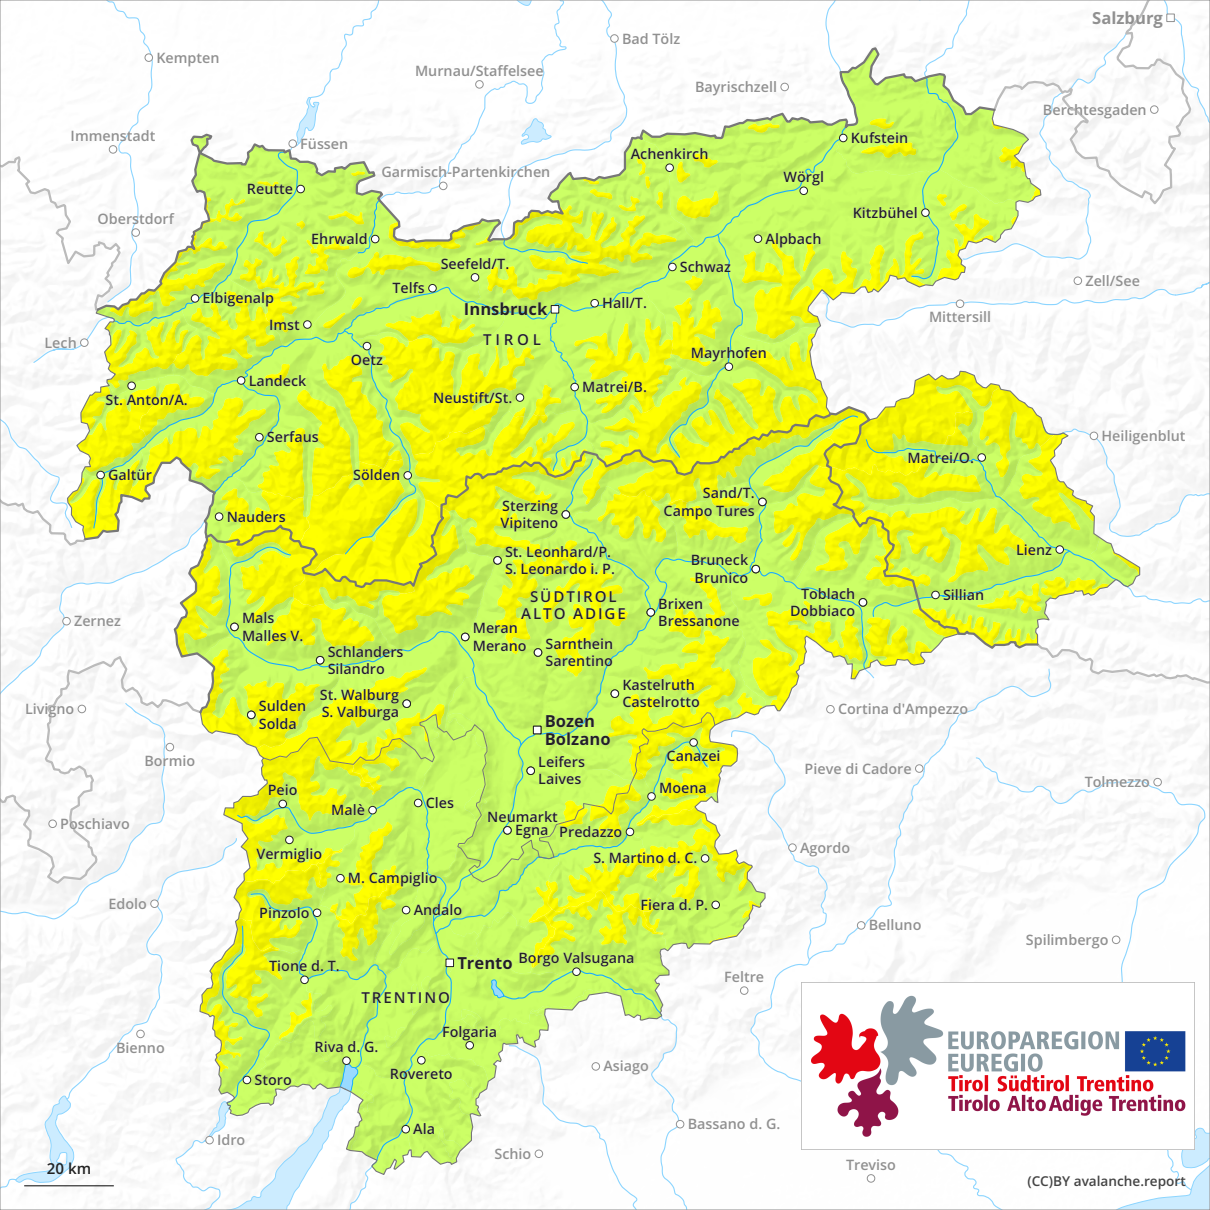 Salzburg
Bad Tölz
Kempten
Murnau/Staffelsee
Bayrischzell
Berchtesgaden
Immenstadt
Füssen
Kufstein
Achenkirch
Garmisch-Partenkirchen
Wörgl
Reutte
Kitzbühel
Oberstdorf
Ehrwald
Alpbach
Seefeld/T.
Schwaz
Zell/See
Telfs
Elbigenalp
Hall/T.
Innsbruck
Mittersill
Imst
TIROL
Lech
Oetz
Mayrhofen
Landeck
Matrei/B.
St. Anton/A.
Neustift/St.
Serfaus
Heiligenblut
Matrei/O.
Galtür
Sölden
Sand/T.
Campo Tures
Sterzing
Vipiteno
Nauders
St. Leonhard/P.
S. Leonardo i. P.
Lienz
Bruneck
Brunico
SÜDTIROL
ALTO ADIGE
Toblach
Dobbiaco
Sillian
Brixen
Bressanone
Zernez
Mals
Malles V.
Meran
Merano
Sarnthein
Sarentino
Schlanders
Silandro
Kastelruth
Castelrotto
St. Walburg
S. Valburga
Sulden
Solda
Livigno
Cortina d'Ampezzo
Bozen
Bolzano
Bormio
Canazei
Leifers
Laives
Pieve di Cadore
Tolmezzo
Peio
Moena
Malè
Cles
Neumarkt
Egna
Predazzo
Poschiavo
Vermiglio
Agordo
S. Martino d. C.
M. Campiglio
Edolo
Pinzolo
Andalo
Fiera d. P.
Belluno
Spilimbergo
Trento
Borgo Valsugana
Tione d. T.
Feltre
TRENTINO
Folgaria
Bienno
Riva d. G.
Rovereto
Asiago
Storo
EUROPAREGION
EUREGIO
Tirol Südtirol Trentino
Tirolo Alto Adige Trentino
Ala
Bassano d. G.
Idro
Schio
Treviso
20 km
(CC)BY avalanche.report